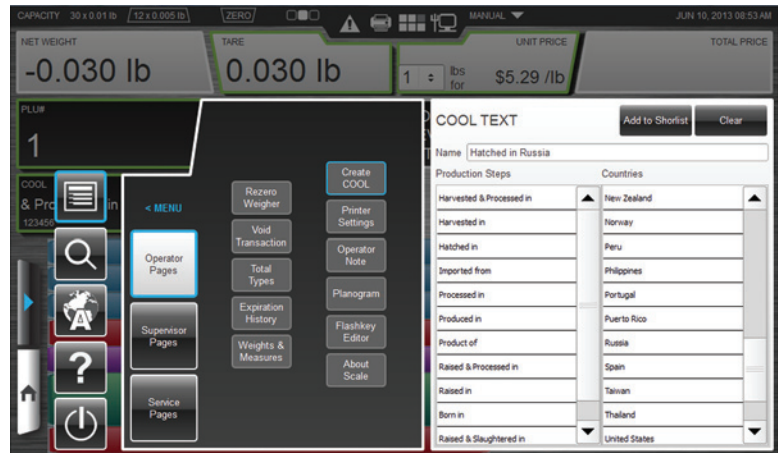 CAPACITY 30 x 0.01 lb 12 x 0.005 lb ZERO MANUAL JUN 10, 2013 08:53 AM
NET WEIGHT TARE UNIT PRICE TOTAL PRICE
-0.030 lb 0.030 lb 1 lbs for $5.29 /lb
PLU#
1
COOL
& Pro in
123456
< MENU
Operator
Pages
Supervisor
Pages
Service
Pages
Rezero
Weigher
Void
Transaction
Total
Types
Expiration
History
Weights &
Measures
Create
COOL
Printer
Settings
Operator
Note
Planogram
Flashkey
Editor
About
Scale
COOL TEXT Add to Shorlist Clear
Name Hatched in Russia
Production Steps Countries
Harvested & Processed in New Zealand
Harvested in Norway
Hatched in Peru
Imported from Philippines
Processed in Portugal
Produced in Puerto Rico
Product of Russia
Raised & Processed in Spain
Raised in Taiwan
Born in Thailand
Raised & Slaughtered in United States